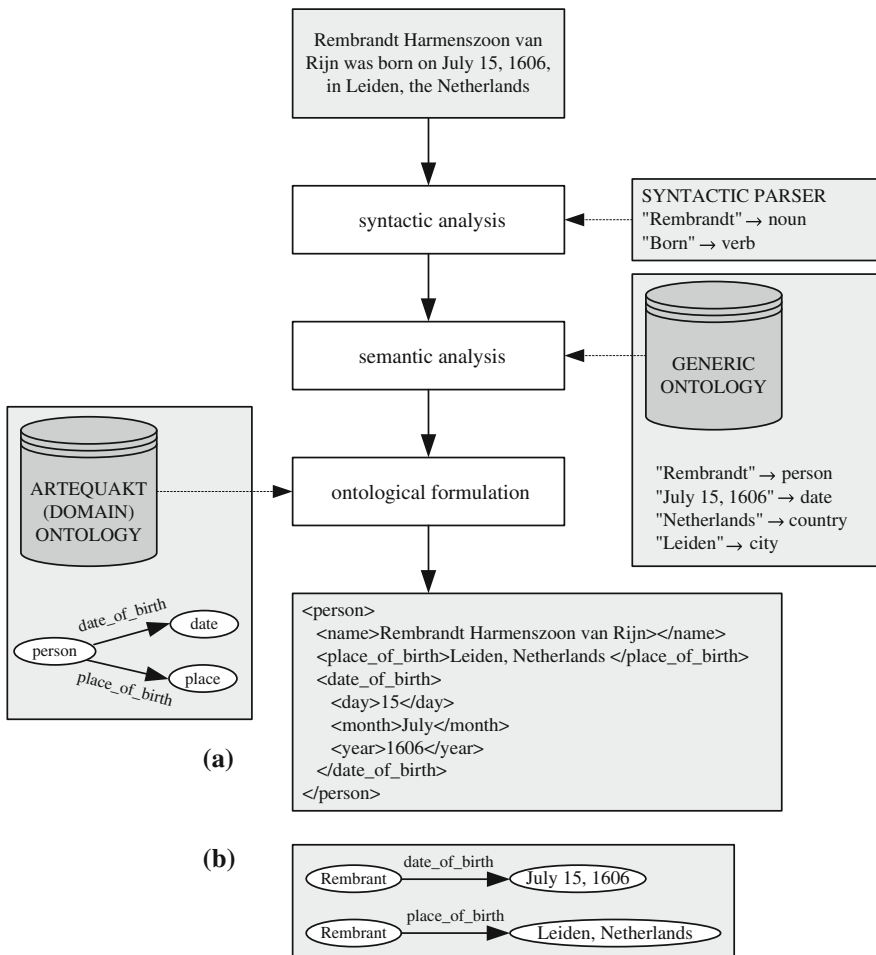 Rembrandt Harmenszoon van
Rijn was born on July 15, 1606,
in Leiden, the Netherlands
syntactic analysis
SYNTACTIC PARSER
"Rembrandt" → noun
"Born" → verb
semantic analysis
GENERIC
ONTOLOGY
"Rembrandt" → person
"July 15, 1606" → date
"Netherlands" → country
"Leiden" → city
ARTEQUAKT
(DOMAIN)
ONTOLOGY
ontological formulation
date_of_birth
date
person
place
place_of_birth
<person>
<name>Rembrandt Harmenszoon van Rijn></name>
<place_of_birth>Leiden, Netherlands </place_of_birth>
<date_of_birth>
<day>15</day>
<month>July</month>
<year>1606</year>
</date_of_birth>
</person>
(a)
(b)
date_of_birth
Rembrant
July 15, 1606
place_of_birth
Rembrant
Leiden, Netherlands